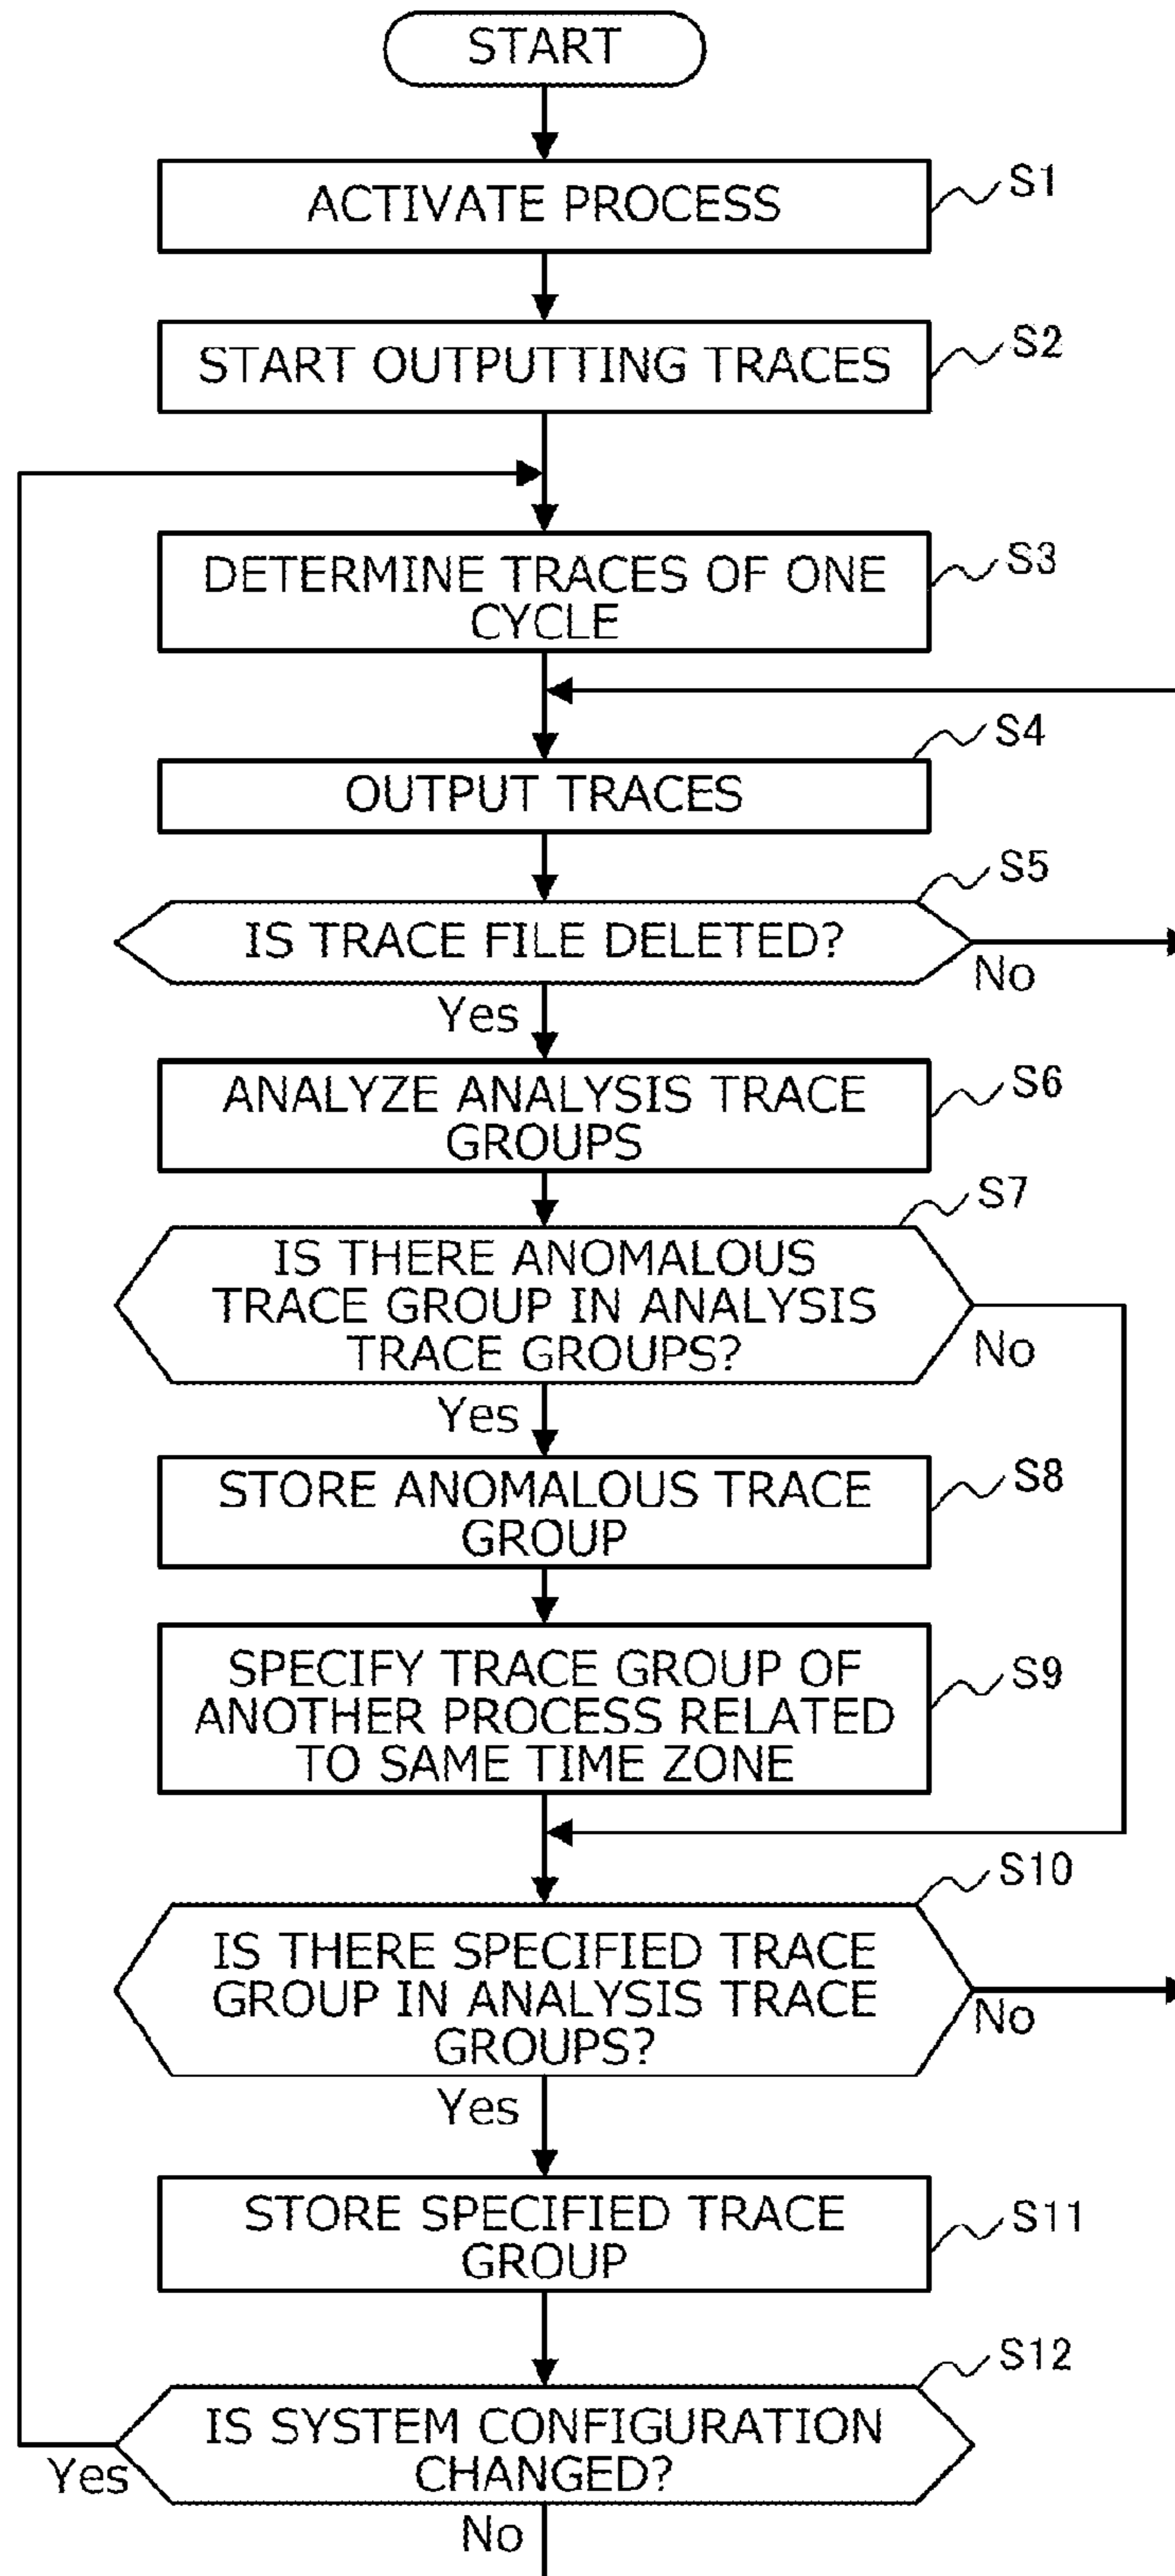 START
ACTIVATE PROCESS
S1
START OUTPUTTING TRACES
S2
DETERMINE TRACES OF ONE
CYCLE
S3
S4
OUTPUT TRACES
S5
IS TRACE FILE DELETED?
No
Yes
ANALYZE ANALYSIS TRACE
GROUPS
S6
S7
IS THERE ANOMALOUS
TRACE GROUP IN ANALYSIS
TRACE GROUPS?
No
Yes
STORE ANOMALOUS TRACE
GROUP
S8
SPECIFY TRACE GROUP OF
ANOTHER PROCESS RELATED
TO SAME TIME ZONE
S9
S10
IS THERE SPECIFIED TRACE
GROUP IN ANALYSIS TRACE
GROUPS?
No
Yes
STORE SPECIFIED TRACE
GROUP
S11
S12
IS SYSTEM CONFIGURATION
CHANGED?
Yes
No